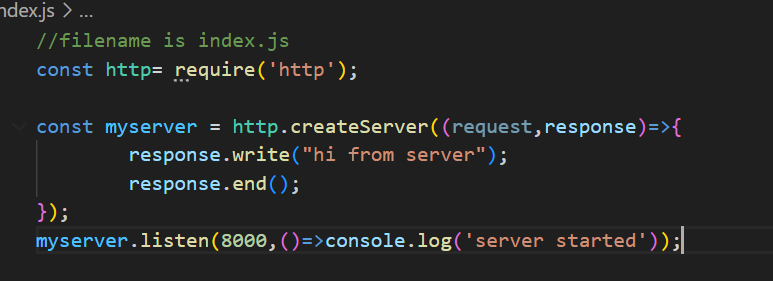 ndex.js > ...
//filename is index.js
const http= require('http');
const myserver = http.createServer((request,response)=>{
response.write("hi from server");
response.end();
});
myserver.listen(8000,()=>console.log('server started'));